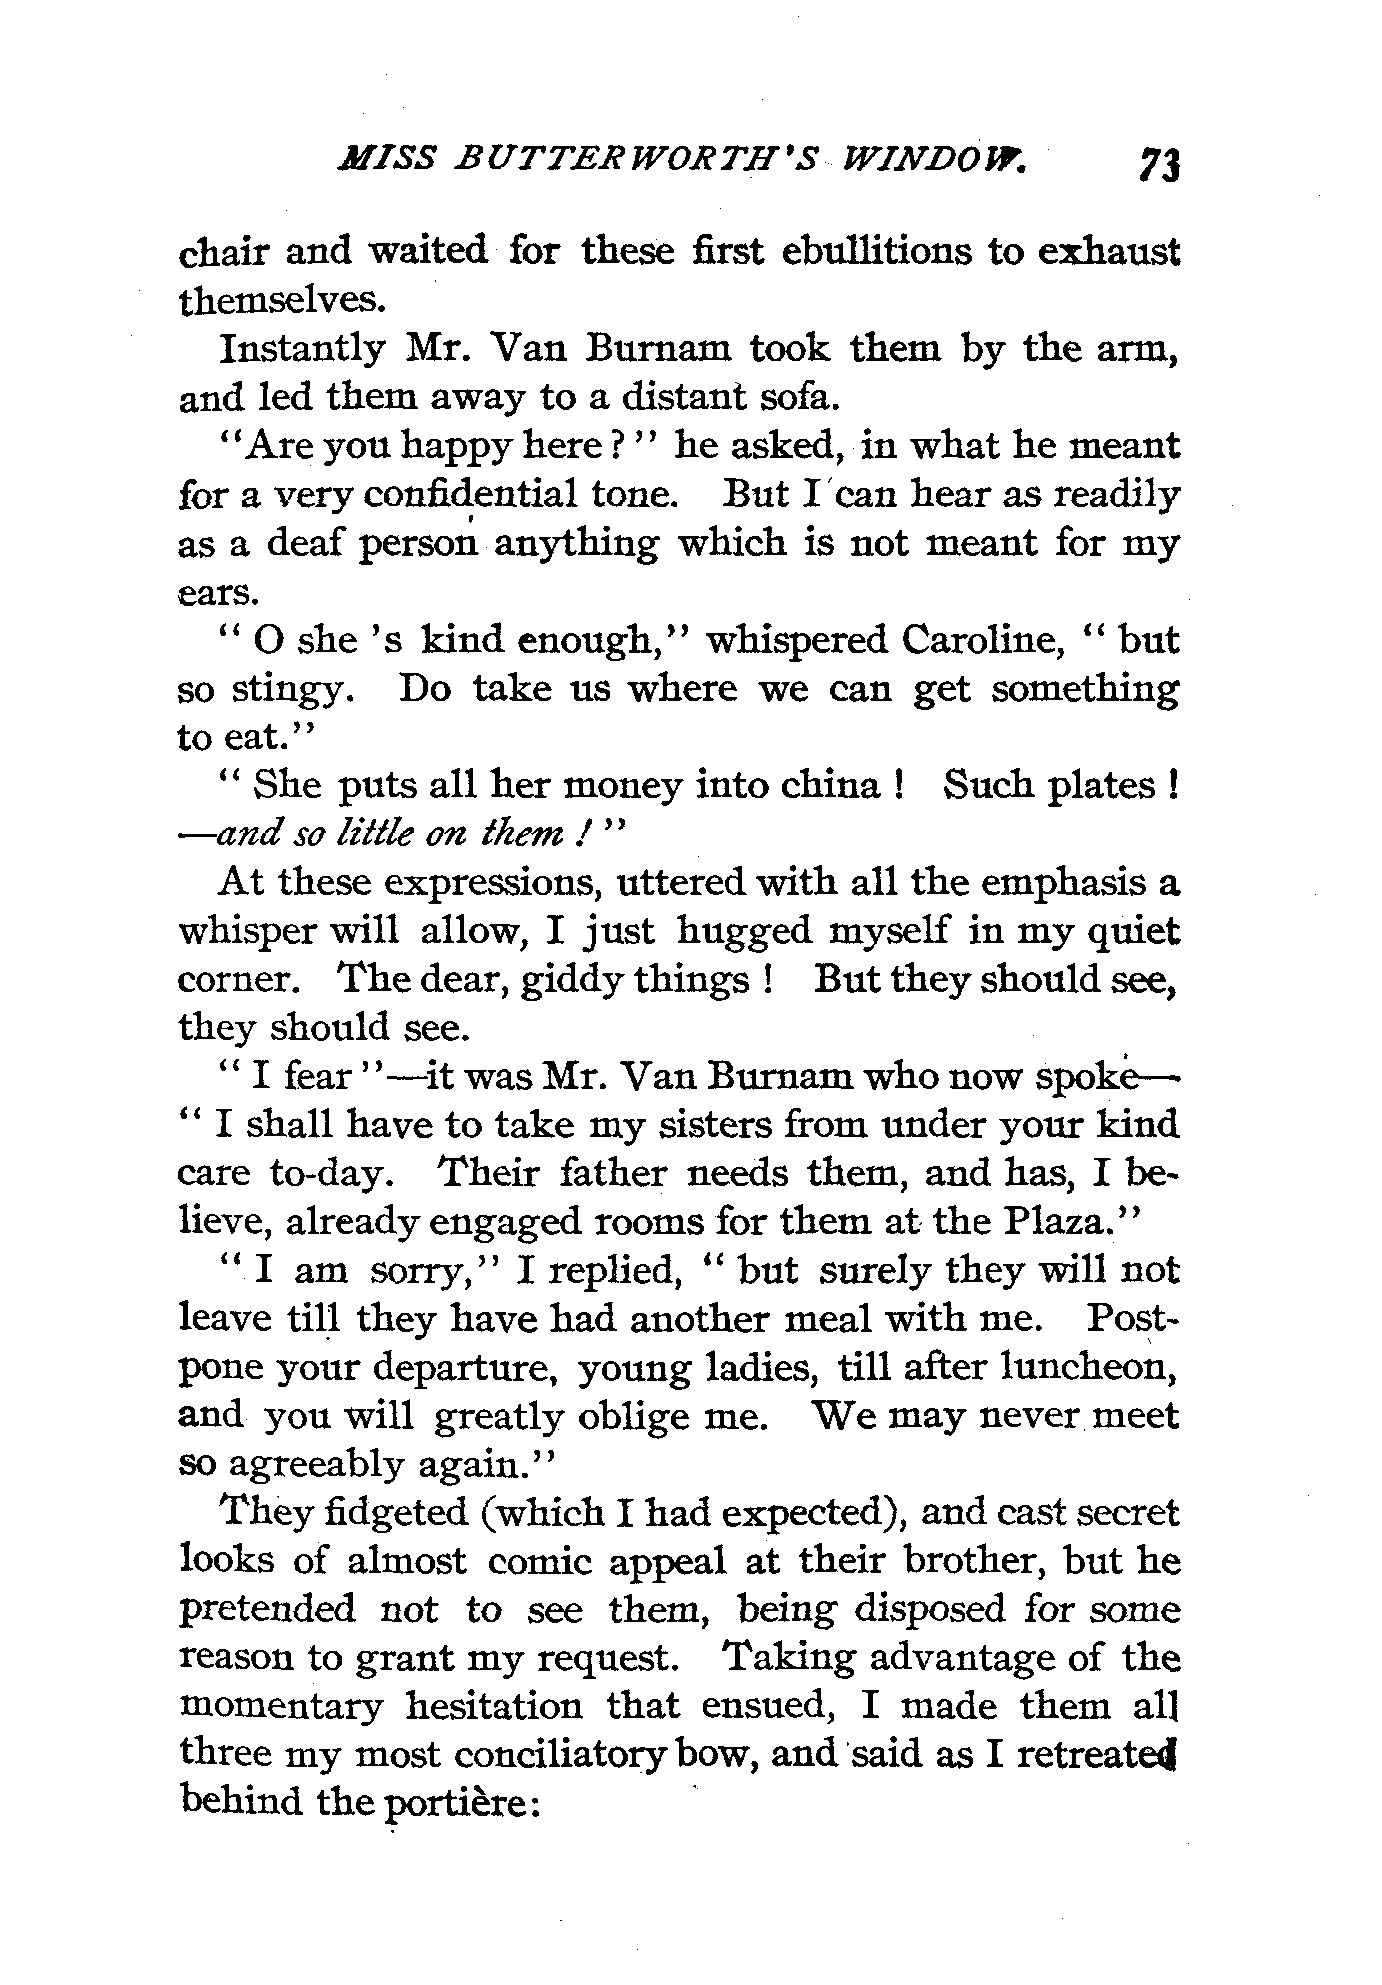 MISS BUTTERWORTH'S WINDOW. 73
chair and waited for these first ebullitions to exhaust
themselves.
Instantly Mr. Van Burnam took them by the arm,
and led them away to a distant sofa.
"Are you happy here?" he asked, in what he meant
for a very confidential tone. But I can hear as readily
as a deaf person anything which is not meant for my
ears.
"O she 's kind enough," whispered Caroline, "but
so stingy. Do take us where we can get something
to eat."
"She puts all her money into china! Such plates!
—and so little on them!"
At these expressions, uttered with all the emphasis a
whisper will allow, I just hugged myself in my quiet
corner. The dear, giddy things! But they should see,
they should see.
"I fear"—it was Mr. Van Burnam who now spoke—
"I shall have to take my sisters from under your kind
care to-day. Their father needs them, and has, I be-
lieve, already engaged rooms for them at the Plaza."
"I am sorry," I replied, "but surely they will not
leave till they have had another meal with me. Post-
pone your departure, young ladies, till after luncheon,
and you will greatly oblige me. We may never meet
so agreeably again."
They fidgeted (which I had expected), and cast secret
looks of almost comic appeal at their brother, but he
pretended not to see them, being disposed for some
reason to grant my request. Taking advantage of the
momentary hesitation that ensued, I made them all
three my most conciliatory bow, and said as I retreated
behind the portière: